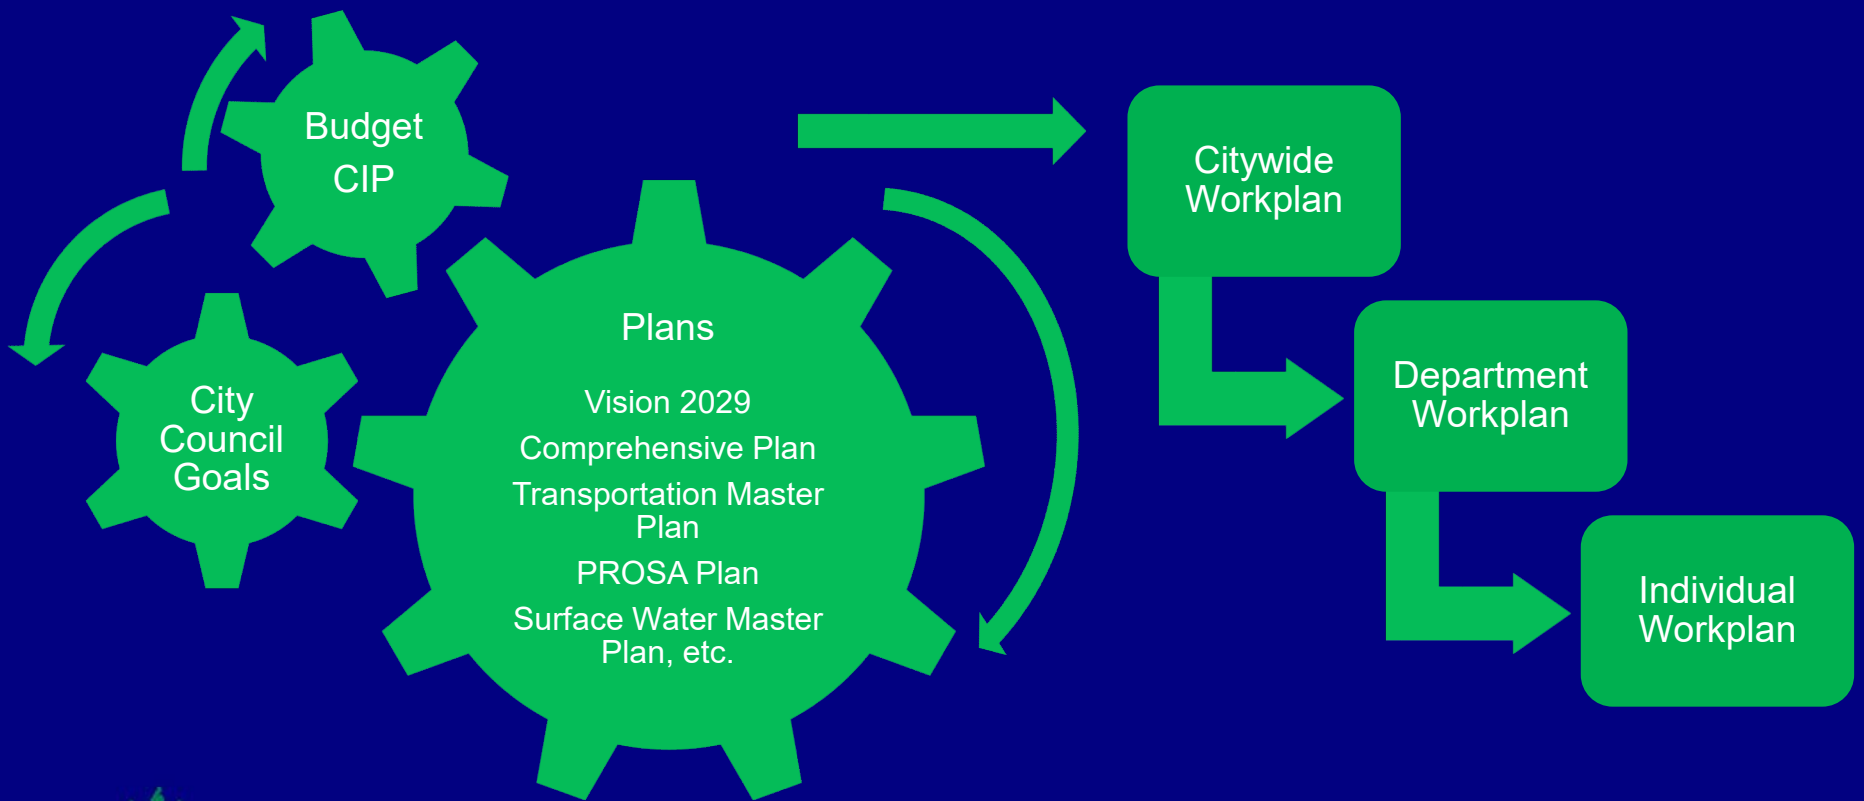 Budget
CIP
City
Council
Goals
Plans
Vision 2029
Comprehensive Plan
Transportation Master
Plan
PROSA Plan
Surface Water Master
Plan, etc.
Citywide
Workplan
Department
Workplan
Individual
Workplan